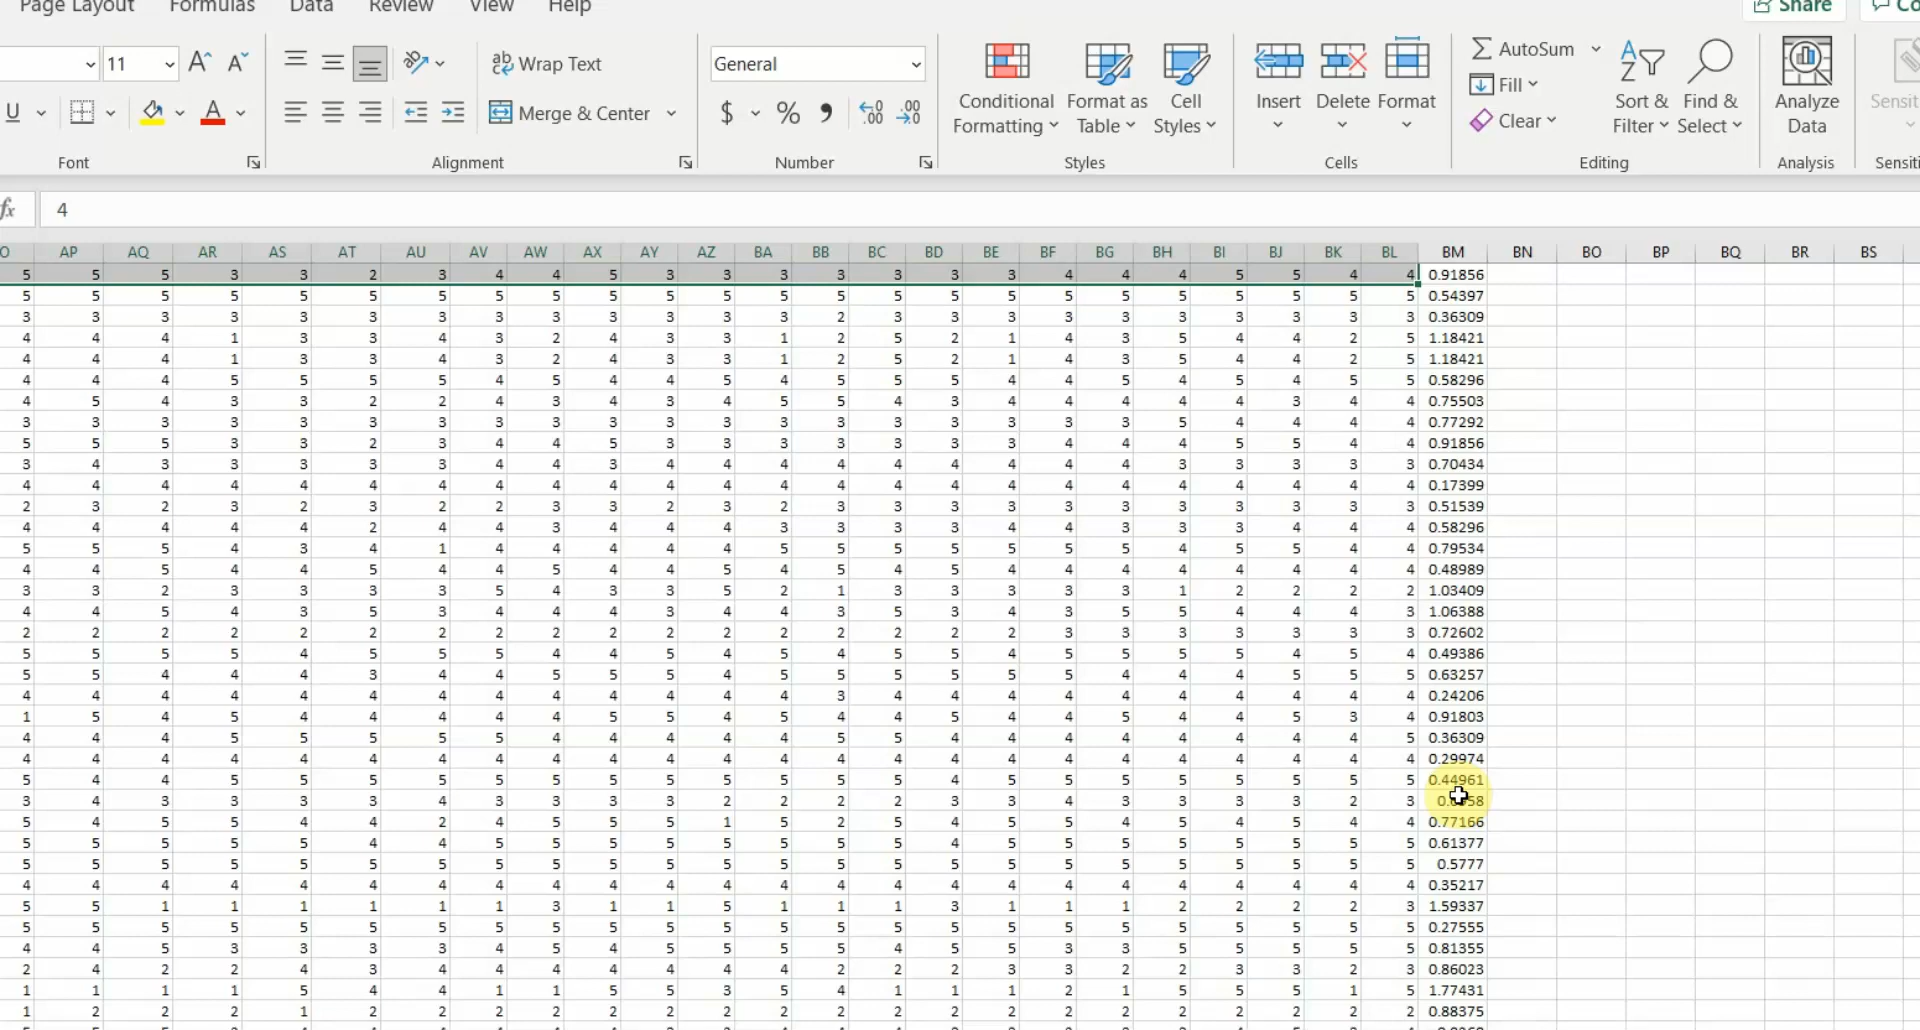 Page Layout Formulas Data Review View Help Share
11 Wrap Text General AutoSum
Fill
Merge & Center Conditional Formatting Format as Table Cell Styles Insert Delete Format Clear Sort & Filter Find & Select Analyze Data
Font Alignment Number Styles Cells Editing Analysis
fx 4
AP AQ AR AS AT AU AV AW AX AY AZ BA BB BC BD BE BF BG BH BI BJ BK BL BM BN BO BP BQ BR BS
5 5 5 3 3 2 3 4 4 5 3 3 3 3 3 3 3 4 4 4 5 5 4 4 0.91856
5 5 5 5 5 5 5 5 5 5 5 5 5 5 5 5 5 5 5 5 5 5 5 5 0.54397
3 3 3 3 3 3 3 3 3 3 3 3 3 2 3 3 3 3 3 3 3 3 3 3 0.36309
4 4 4 1 3 3 4 3 2 4 3 3 1 2 5 2 1 4 3 5 4 4 2 5 1.18421
4 4 4 1 3 3 4 3 2 4 3 3 1 2 5 2 1 4 3 5 4 4 2 5 1.18421
4 4 4 5 5 5 5 4 5 4 4 5 4 5 5 5 4 4 5 4 5 4 5 5 0.58296
4 5 4 3 3 2 2 4 3 4 3 4 5 5 4 3 4 4 4 4 4 3 4 4 0.75503
3 3 3 3 3 3 3 3 3 3 3 3 3 3 3 3 3 3 3 5 4 4 4 4 0.77292
5 5 5 3 3 2 3 4 4 5 3 3 3 3 3 3 3 4 4 4 5 5 4 4 0.91856
3 4 3 3 3 3 3 4 4 3 4 4 4 4 4 4 4 4 4 3 3 3 3 3 0.70434
4 4 4 4 4 4 4 4 4 4 4 4 4 4 4 4 4 4 4 4 4 4 4 4 0.17399
2 3 2 3 2 3 2 2 3 3 2 3 2 3 3 3 3 3 3 3 3 3 3 3 0.51539
4 4 4 4 4 2 4 4 3 4 4 4 3 3 3 3 4 4 3 3 3 4 4 4 0.58296
5 5 5 4 3 4 1 4 4 4 4 4 5 5 5 5 5 5 5 4 5 5 4 4 0.79534
4 4 5 4 4 5 4 4 5 4 4 5 4 5 4 5 4 4 4 4 4 4 4 4 0.48989
3 3 2 3 3 3 3 5 4 3 3 5 2 1 3 3 3 3 3 1 2 2 2 2 1.03409
4 4 5 4 3 5 3 4 4 4 4 4 4 3 5 3 4 3 5 5 4 4 4 3 1.06388
2 2 2 2 2 2 2 2 2 2 2 2 2 2 2 2 2 3 3 3 3 3 3 3 0.72602
5 5 5 5 4 5 5 5 4 4 5 4 5 4 5 5 4 5 5 5 5 4 5 4 0.49386
5 5 4 4 4 3 4 4 5 5 5 4 4 5 5 5 5 5 4 4 4 5 5 5 0.63257
4 4 4 4 4 4 4 4 4 4 4 4 4 3 4 4 4 4 4 4 4 4 4 4 0.24206
1 5 4 5 4 4 4 4 4 5 5 4 5 4 4 5 4 4 5 4 4 5 3 4 0.91803
4 4 4 5 5 5 5 5 4 4 4 4 4 5 5 4 4 4 4 4 4 4 4 5 0.36309
4 4 4 4 4 4 4 4 4 4 4 4 4 4 4 4 4 4 4 4 4 4 4 4 0.29974
5 4 4 5 5 5 5 5 5 5 5 5 5 5 5 4 5 5 5 5 5 5 5 5 0.44961
3 4 3 3 3 3 4 3 3 3 3 2 2 2 2 3 3 4 3 3 3 3 2 3
5 4 5 5 4 4 2 4 5 5 5 1 5 2 5 4 5 5 4 5 4 5 4 4 0.77166
5 5 5 5 5 4 4 5 5 5 5 5 5 5 5 4 5 5 5 5 5 5 5 5 0.61377
5 5 5 5 5 5 5 5 5 5 5 5 5 5 5 5 5 5 5 5 5 5 5 5 0.5777
4 4 4 4 4 4 4 4 4 4 4 4 4 4 4 4 4 4 4 4 4 4 4 4 0.35217
5 5 1 1 1 1 1 1 3 1 1 5 1 1 1 3 1 1 1 2 2 2 2 3 1.59337
5 5 5 5 5 5 5 5 5 5 5 5 5 5 5 5 5 5 5 5 5 5 5 5 0.27555
4 4 5 3 3 3 3 4 5 4 5 5 5 5 4 5 5 3 3 5 5 5 5 5 0.81355
2 4 2 2 4 3 4 4 4 4 4 4 4 2 2 2 3 3 2 2 3 3 2 3 0.86023
1 1 1 1 5 4 4 1 1 5 5 3 5 4 1 1 1 2 1 5 5 5 1 5 1.77431
1 2 2 2 1 2 2 2 2 2 2 2 2 2 2 2 2 2 2 2 2 2 2 2 0.88375